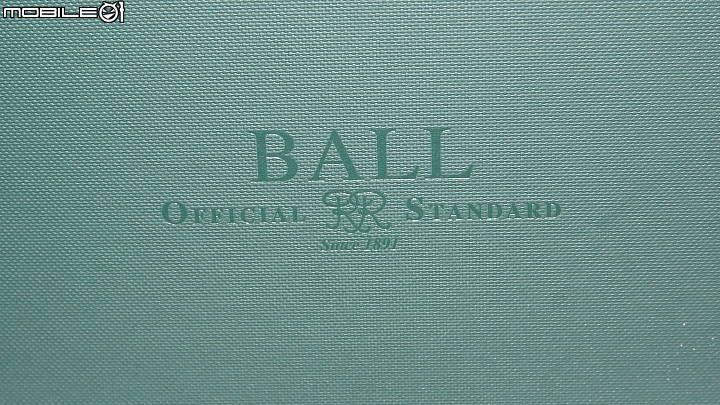 MOBILE01
BALL
OFFICIAL RR STANDARD
Since 1891